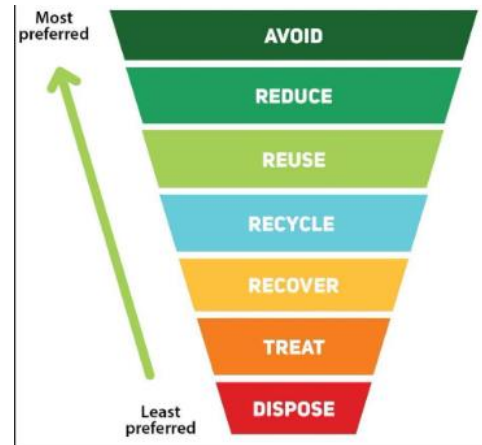 Most
preferred
AVOID
REDUCE
REUSE
RECYCLE
RECOVER
TREAT
DISPOSE
Least
preferred